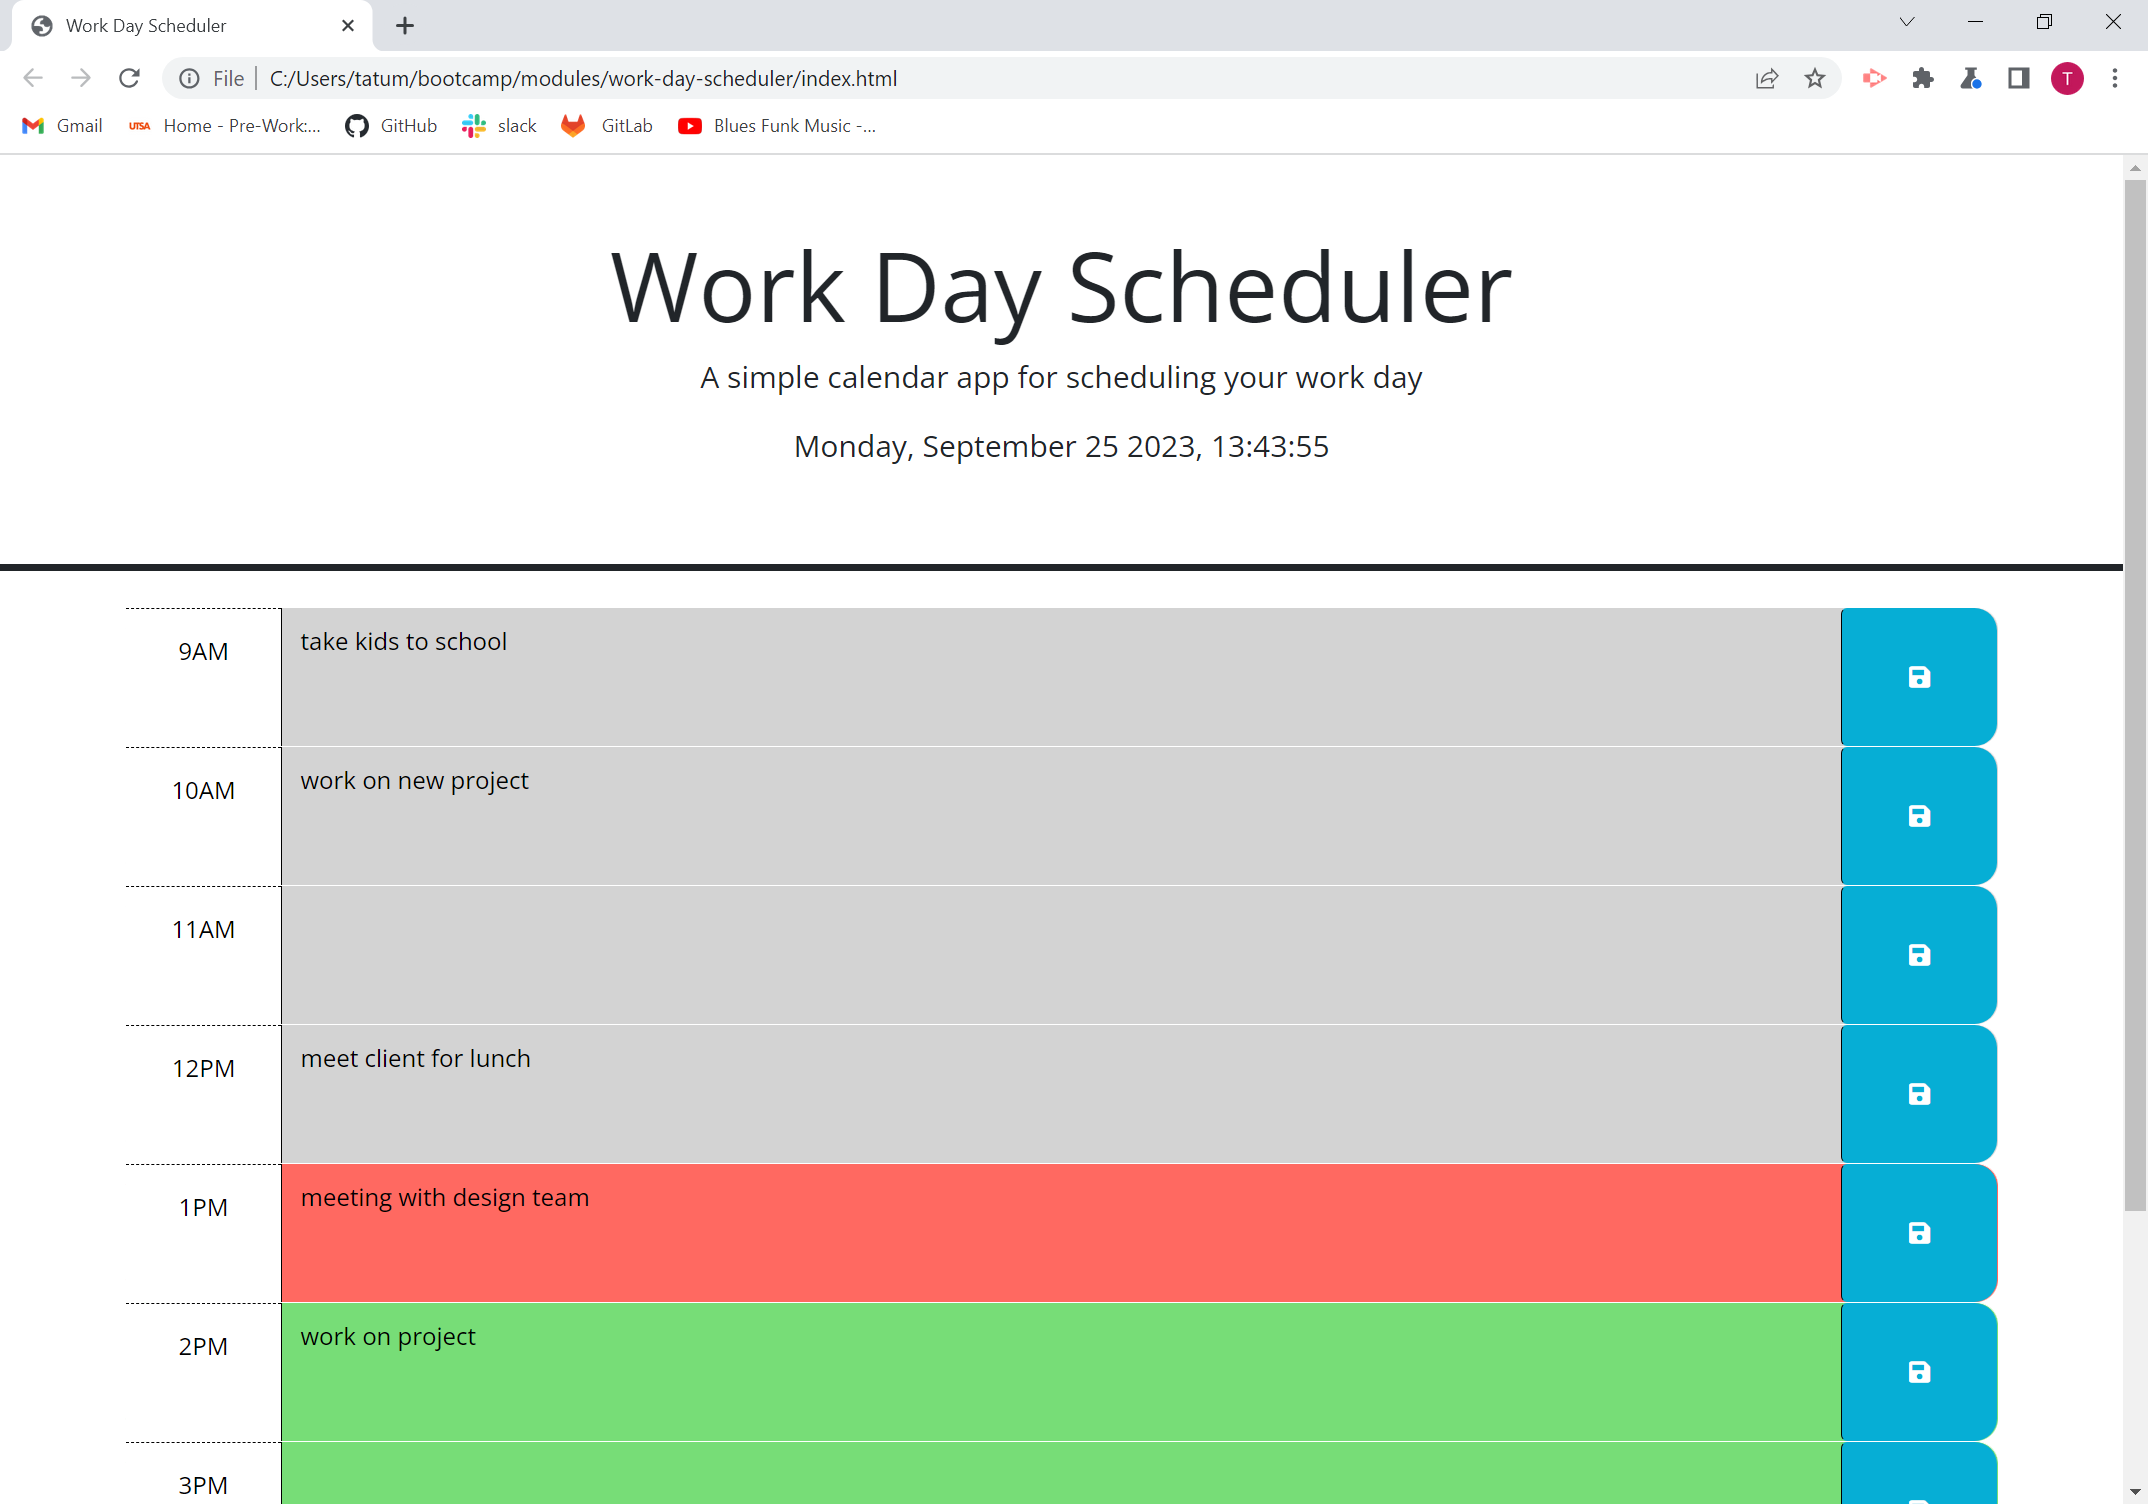 Work Day Scheduler
File C:/Users/tatum/bootcamp/modules/work-day-scheduler/index.html
T
Gmail UTSA Home - Pre-Work:... GitHub slack GitLab Blues Funk Music -...
Work Day Scheduler
A simple calendar app for scheduling your work day
Monday, September 25 2023, 13:43:55
9AM take kids to school
10AM work on new project
11AM
12PM meet client for lunch
1PM meeting with design team
2PM work on project
3PM